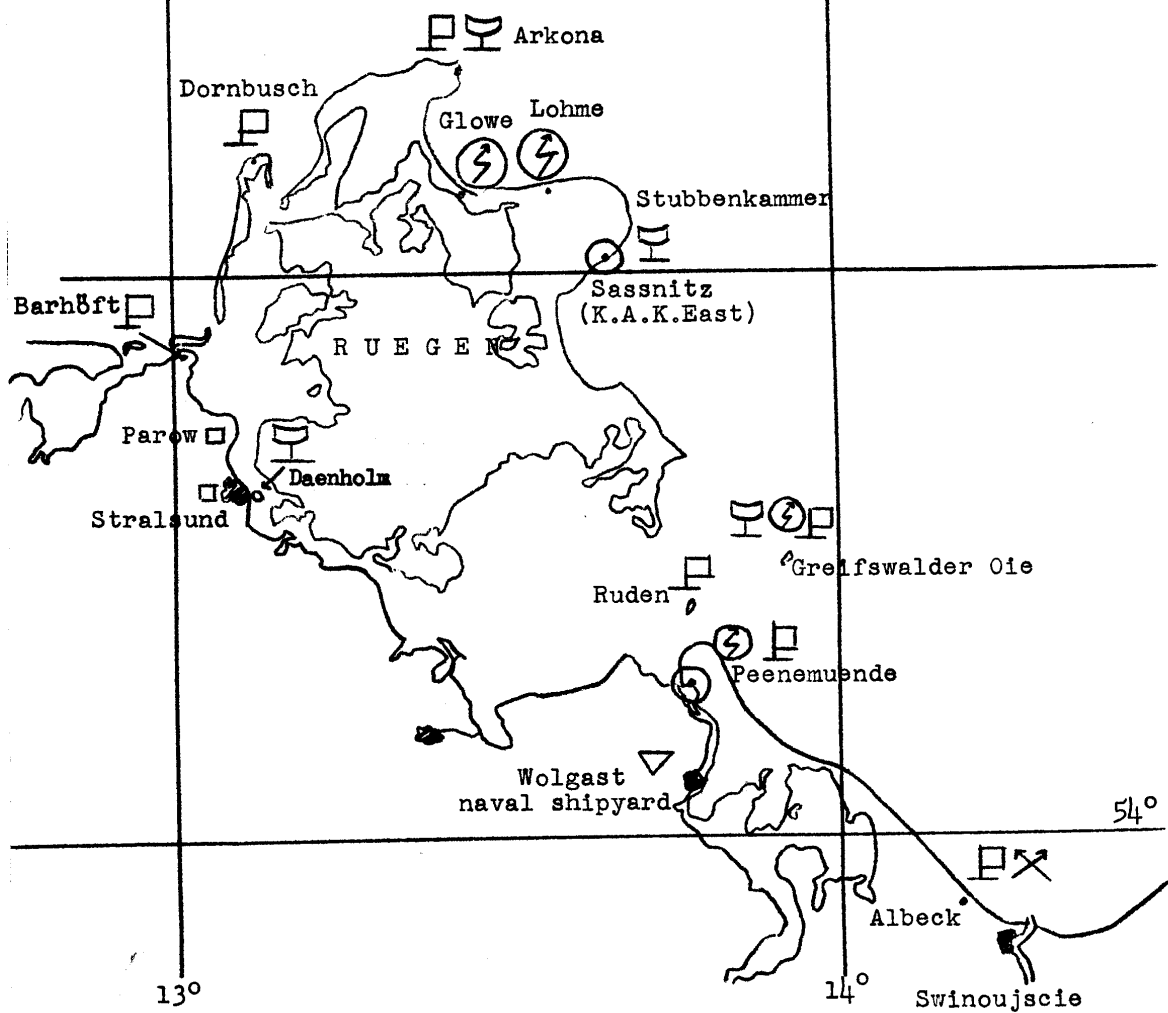 Arkona
Dornbusch
Glowe
Lohme
Stubbenkammer
Barhöft
Sassnitz
(K.A.K.East)
RUEGEN
Parow
Daenholm
Stralsund
Greifswalder Oie
Ruden
Peenemuende
Wolgast
naval shipyard
54°
Albeck
13°
14°
Swinoujscie